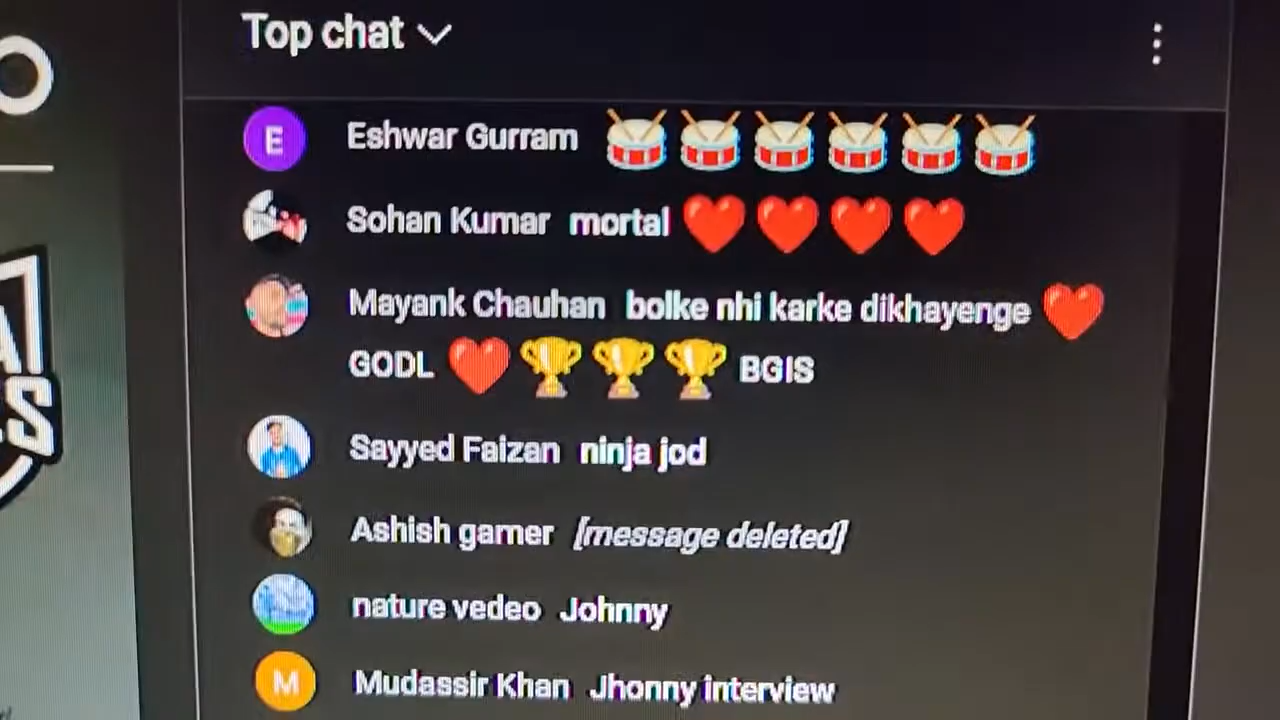 Top chat
E Eshwar Gurram 🥁🥁🥁🥁🥁🥁
Sohan Kumar mortal ❤️❤️❤️❤️
Mayank Chauhan bolke nhi karke dikhayenge ❤️
GODL ❤️🏆🏆🏆 BGIS
Sayyed Faizan ninja jod
Ashish gamer [message deleted]
nature vedeo Johnny
M Mudassir Khan Jhonny interview